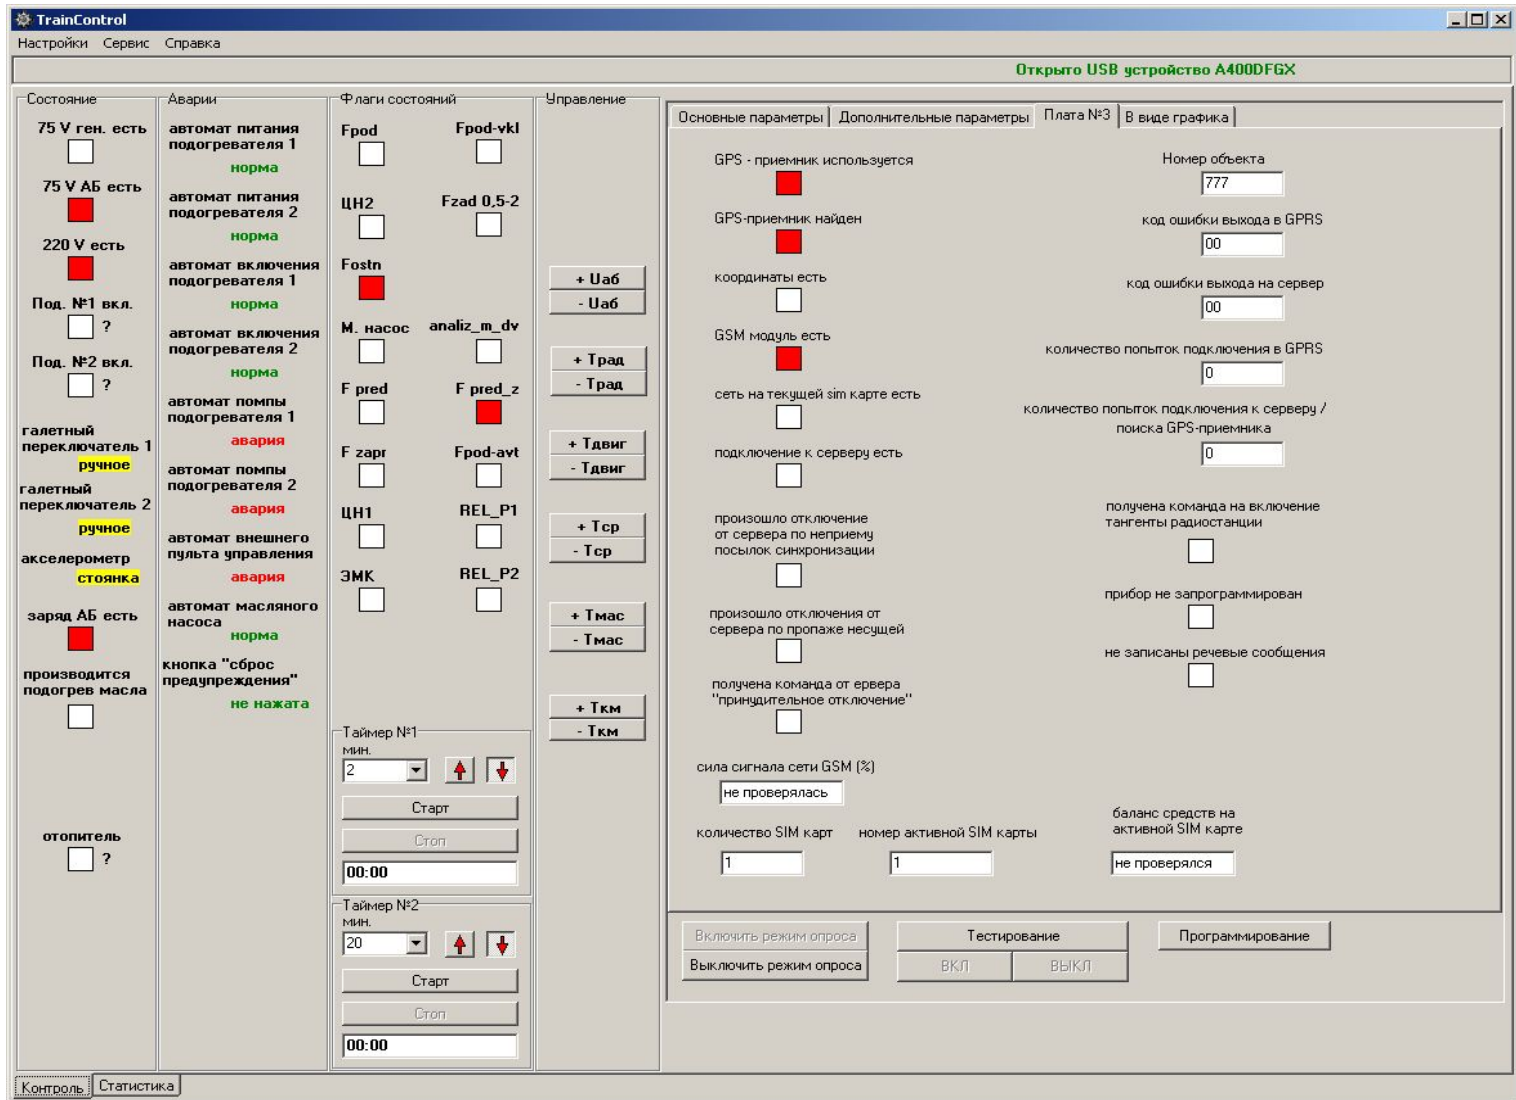 TrainControl
Настройки Сервис Справка
Открыто USB устройство A400DFGX
Состояние
75 V ген. есть
75 V АБ есть
220 V есть
Под. №1 вкл.
?
Под. №2 вкл.
?
галетный
переключатель 1
ручное
галетный
переключатель 2
ручное
акселерометр
стоянка
заряд АБ есть
производится
подогрев масла
отопитель
?
Аварии
автомат питания
подогревателя 1
норма
автомат питания
подогревателя 2
норма
автомат включения
подогревателя 1
норма
автомат включения
подогревателя 2
норма
автомат помпы
подогревателя 1
авария
автомат помпы
подогревателя 2
авария
автомат внешнего
пульта управления
авария
автомат масляного
насоса
норма
кнопка "сброс
предупреждения"
не нажата
Флаги состояний
Fpod Fpod-vkl
ЦН2 Fzad 0,5-2
Fostn
М. насос analiz_m_dv
F pred F pred_z
F zapr Fpod-avt
ЦН1 REL_P1
ЭМК REL_P2
Таймер №1
мин.
2
Старт
Стоп
00:00
Таймер №2
мин.
20
Старт
Стоп
00:00
Управление
+ Uаб
- Uаб
+ Трад
- Трад
+ Тдвиг
- Тдвиг
+ Тср
- Тср
+ Тмас
- Тмас
+ Ткм
- Ткм
Основные параметры Дополнительные параметры Плата №3 В виде графика
GPS - приемник используется
GPS-приемник найден
координаты есть
GSM модуль есть
сеть на текущей sim карте есть
подключение к серверу есть
произошло отключение
от сервера по неприему
посылок синхронизации
произошло отключения от
сервера по пропаже несущей
получена команда от ервера
"принудительное отключение"
сила сигнала сети GSM (%)
не проверялась
количество SIM карт
1
номер активной SIM карты
1
Номер объекта
777
код ошибки выхода в GPRS
00
код ошибки выхода на сервер
00
количество попыток подключения в GPRS
0
количество попыток подключения к серверу /
поиска GPS-приемника
0
получена команда на включение
тангенты радиостанции
прибор не запрограммирован
не записаны речевые сообщения
баланс средств на
активной SIM карте
не проверялся
Включить режим опроса
Выключить режим опроса
Тестирование
ВКЛ ВЫКЛ
Программирование
Контроль Статистика